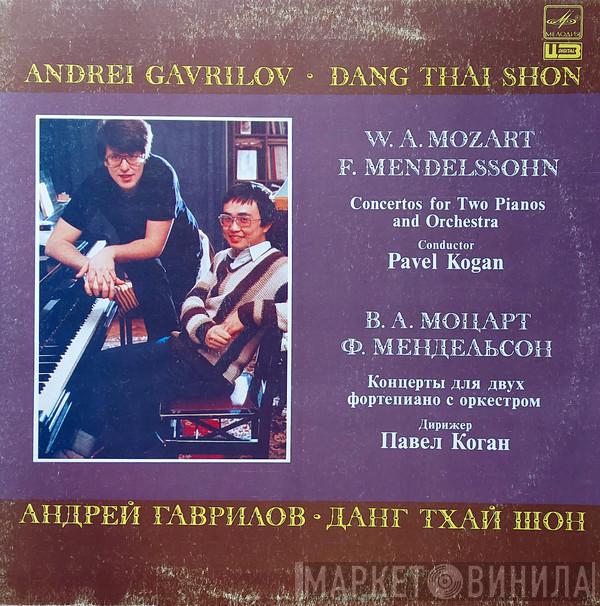 МЕЛОДИЯ
DIGITAL
ANDREI GAVRILOV · DANG THAI SHON
W. A. MOZART
F. MENDELSSOHN
Concertos for Two Pianos
and Orchestra
Conductor
Pavel Kogan
В. А. МОЦАРТ
Ф. МЕНДЕЛЬСОН
Концерты для двух
фортепиано с оркестром
Дирижер
Павел Коган
АНДРЕЙ ГАВРИЛОВ · ДАНГ ТХАЙ ШОН
МАРКЕТ ВИНИЛА